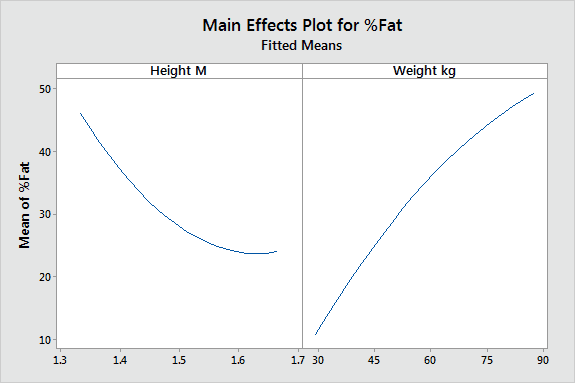 Main Effects Plot for %Fat
Fitted Means
Height M
Weight kg
Mean of %Fat
50
40
30
20
10
1.3 1.4 1.5 1.6 1.7
30 45 60 75 90